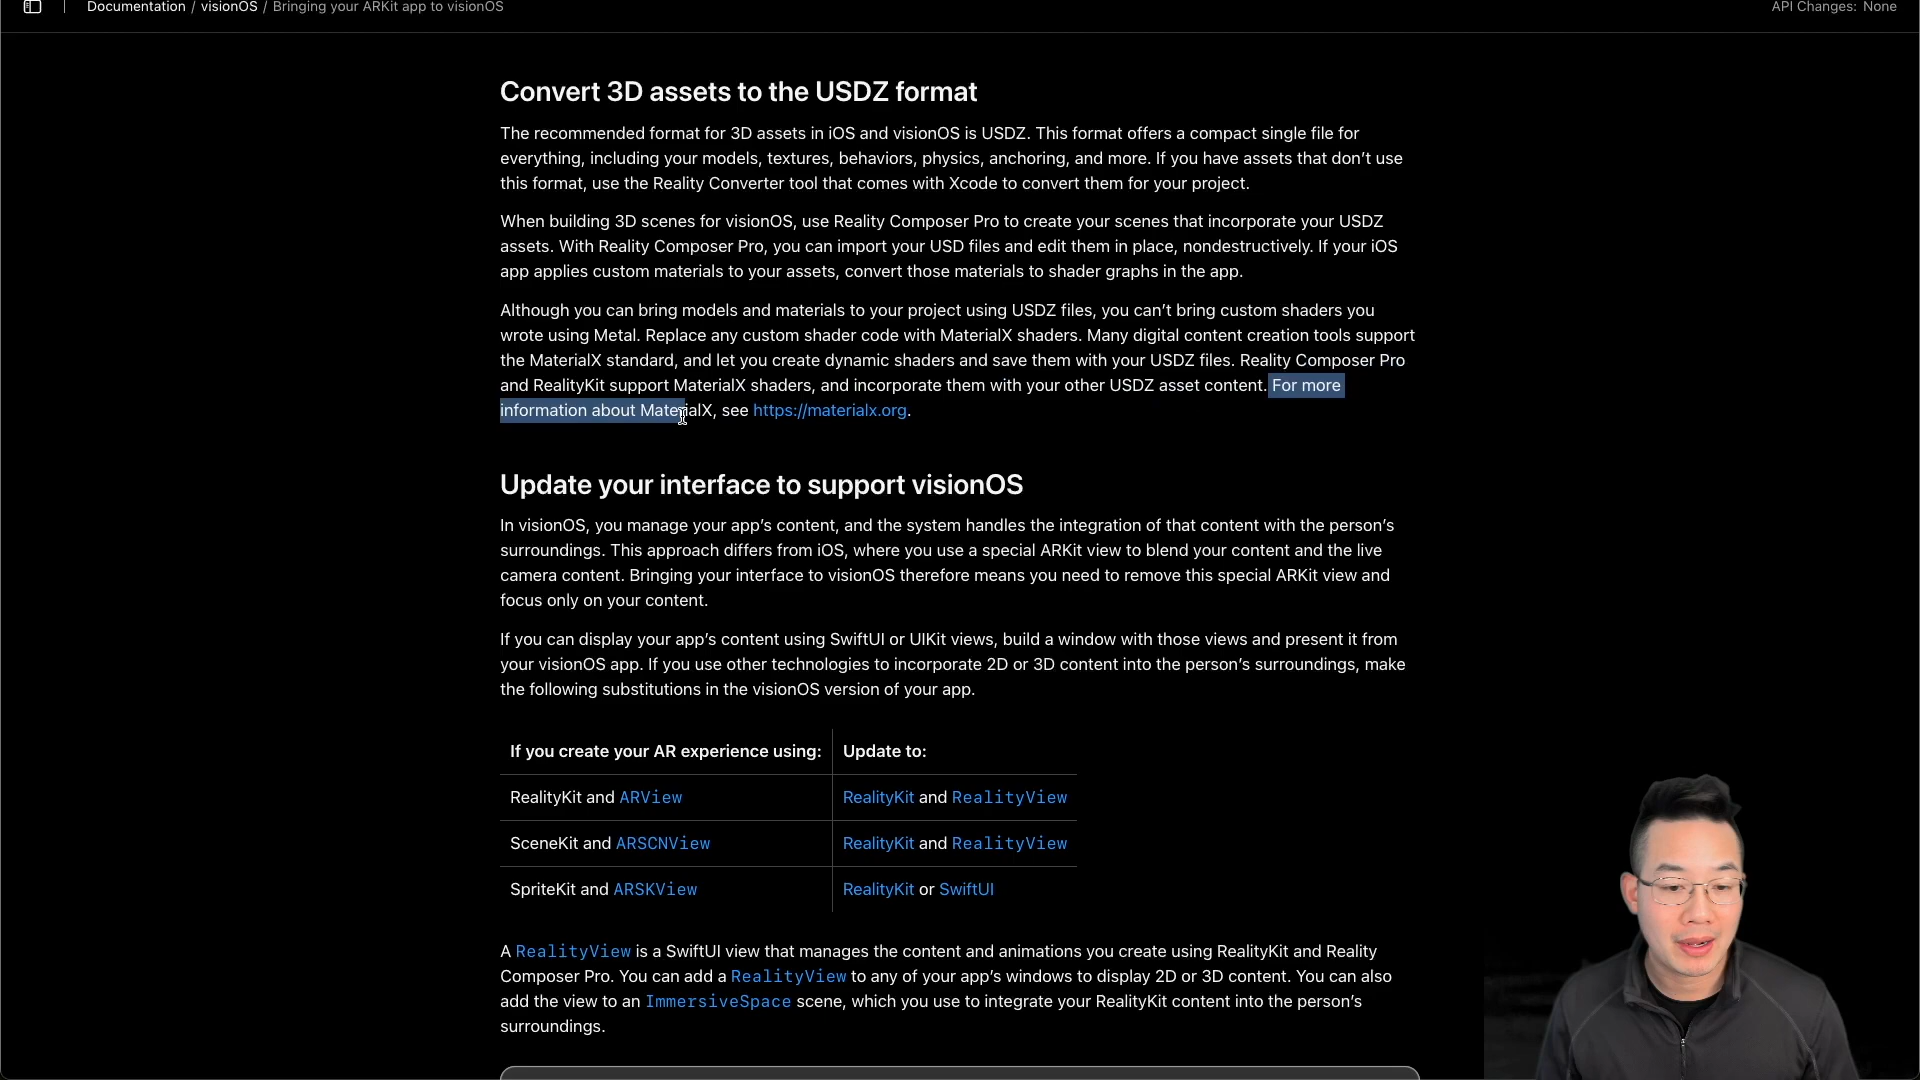 Documentation / visionOS / Bringing your ARKit app to visionOS
API Changes: None
Convert 3D assets to the USDZ format
The recommended format for 3D assets in iOS and visionOS is USDZ. This format offers a compact single file for
everything, including your models, textures, behaviors, physics, anchoring, and more. If you have assets that don’t use
this format, use the Reality Converter tool that comes with Xcode to convert them for your project.
When building 3D scenes for visionOS, use Reality Composer Pro to create your scenes that incorporate your USDZ
assets. With Reality Composer Pro, you can import your USD files and edit them in place, nondestructively. If your iOS
app applies custom materials to your assets, convert those materials to shader graphs in the app.
Although you can bring models and materials to your project using USDZ files, you can’t bring custom shaders you
wrote using Metal. Replace any custom shader code with MaterialX shaders. Many digital content creation tools support
the MaterialX standard, and let you create dynamic shaders and save them with your USDZ files. Reality Composer Pro
and RealityKit support MaterialX shaders, and incorporate them with your other USDZ asset content. For more
information about MaterialX, see https://materialx.org.
Update your interface to support visionOS
In visionOS, you manage your app’s content, and the system handles the integration of that content with the person’s
surroundings. This approach differs from iOS, where you use a special ARKit view to blend your content and the live
camera content. Bringing your interface to visionOS therefore means you need to remove this special ARKit view and
focus only on your content.
If you can display your app’s content using SwiftUI or UIKit views, build a window with those views and present it from
your visionOS app. If you use other technologies to incorporate 2D or 3D content into the person’s surroundings, make
the following substitutions in the visionOS version of your app.
If you create your AR experience using: Update to:
RealityKit and ARView RealityKit and RealityView
SceneKit and ARSCNView RealityKit and RealityView
SpriteKit and ARSKView RealityKit or SwiftUI
A RealityView is a SwiftUI view that manages the content and animations you create using RealityKit and Reality
Composer Pro. You can add a RealityView to any of your app’s windows to display 2D or 3D content. You can also
add the view to an ImmersiveSpace scene, which you use to integrate your RealityKit content into the person’s
surroundings.